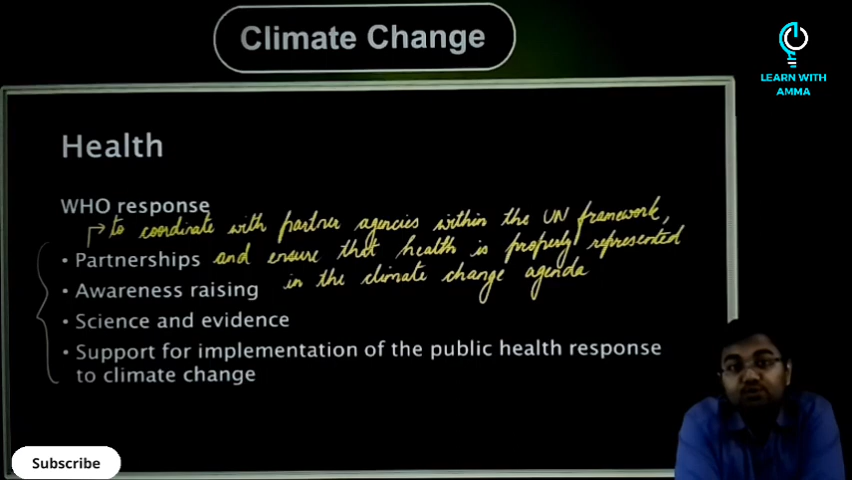 Climate Change
LEARN WITH
AMMA
Health
WHO response
to coordinate with partner agencies within the UN framework,
• Partnerships and ensure that health is properly represented
in the climate change agenda
• Awareness raising
• Science and evidence
• Support for implementation of the public health response
to climate change
Subscribe